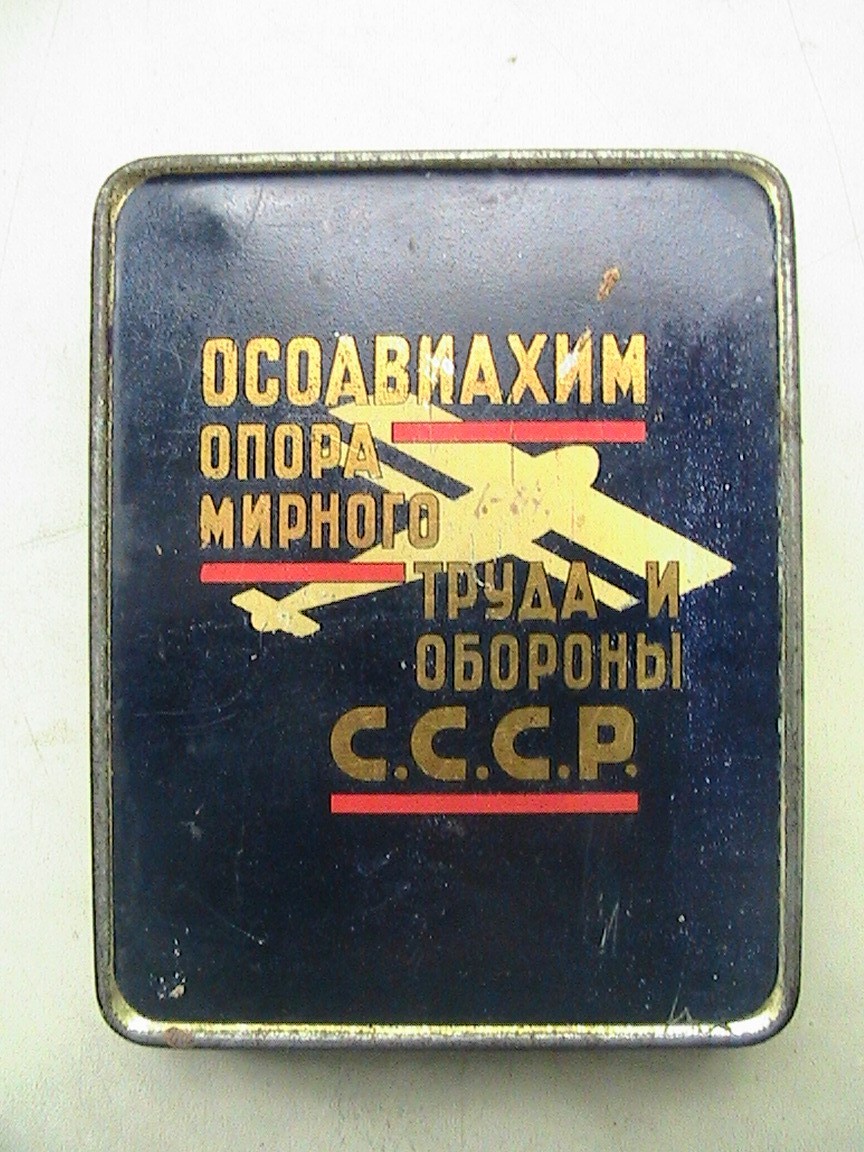 ОСОАВИАХИМ
ОПОРА
МИРНОГО
ТРУДА И
ОБОРОНЫ
С.С.С.Р.